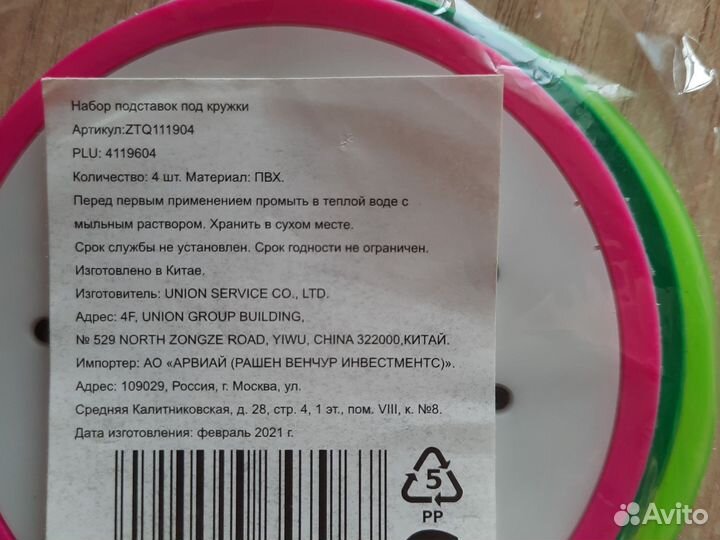 Набор подставок под кружки
Артикул:ZTQ111904
PLU: 4119604
Количество: 4 шт. Материал: ПВХ.
Перед первым применением промыть в теплой воде с
мыльным раствором. Хранить в сухом месте.
Срок службы не установлен. Срок годности не ограничен.
Изготовлено в Китае.
Изготовитель: UNION SERVICE CO., LTD.
Адрес: 4F, UNION GROUP BUILDING,
№ 529 NORTH ZONGZE ROAD, YIWU, CHINA 322000,КИТАЙ.
Импортер: АО «АРВИАЙ (РАШЕН ВЕНЧУР ИНВЕСТМЕНТС)».
Адрес: 109029, Россия, г. Москва, ул.
Средняя Калитниковская, д. 28, стр. 4, 1 эт., пом. VIII, к. №8.
Дата изготовления: февраль 2021 г.
5
PP
Avito